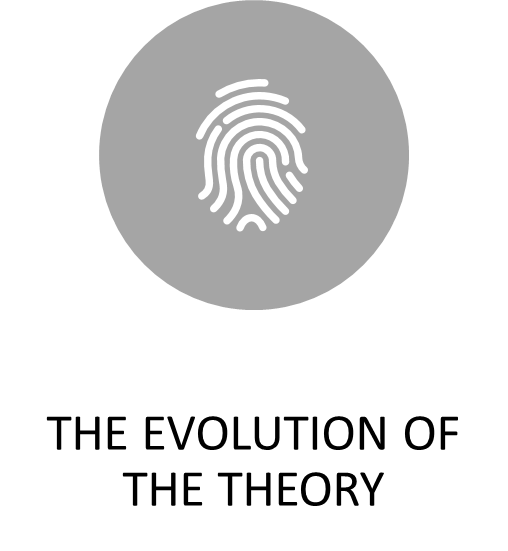 THE EVOLUTION OF
THE THEORY